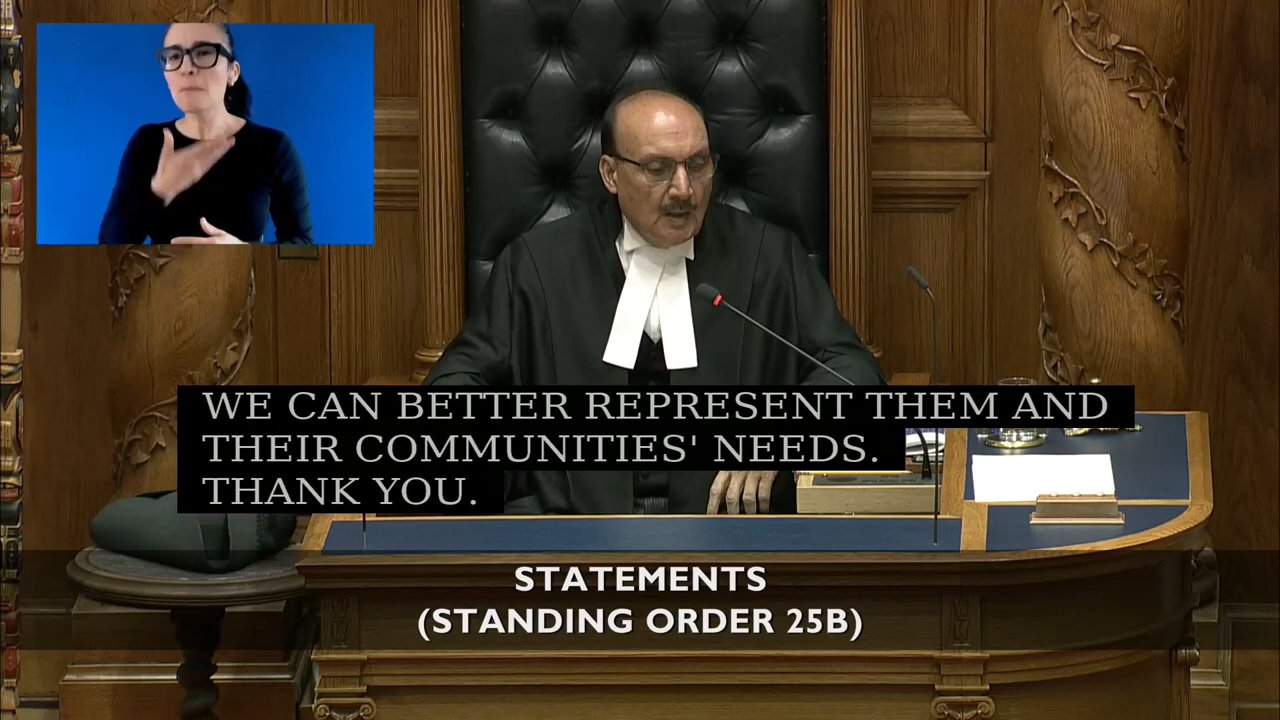 WE CAN BETTER REPRESENT THEM AND
THEIR COMMUNITIES' NEEDS.
THANK YOU.
STATEMENTS
(STANDING ORDER 25B)